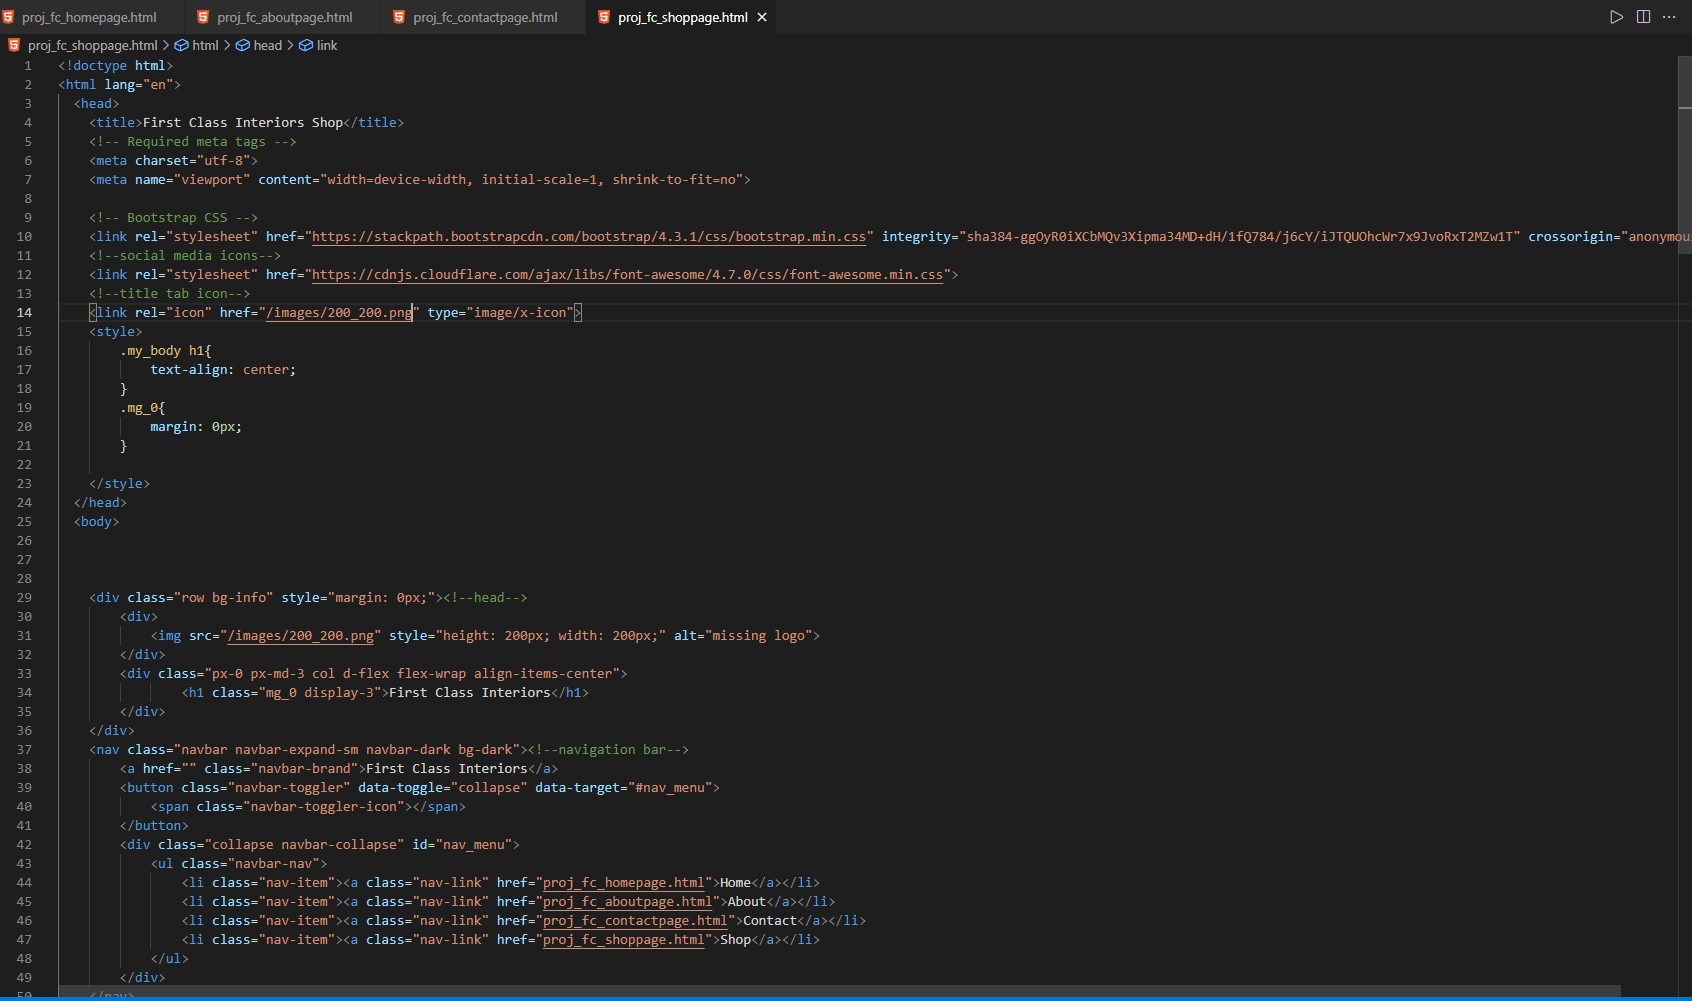 proj_fc_homepage.html proj_fc_aboutpage.html proj_fc_contactpage.html proj_fc_shoppage.html
proj_fc_shoppage.html > html > head > link
1 <!doctype html>
2 <html lang="en">
3 <head>
4 <title>First Class Interiors Shop</title>
5 <!-- Required meta tags -->
6 <meta charset="utf-8">
7 <meta name="viewport" content="width=device-width, initial-scale=1, shrink-to-fit=no">
8
9 <!-- Bootstrap CSS -->
10 <link rel="stylesheet" href="https://stackpath.bootstrapcdn.com/bootstrap/4.3.1/css/bootstrap.min.css" integrity="sha384-ggOyR0iXCbMQv3Xipma34MD+dH/1fQ784/j6cY/iJTQUOhcWr7x9JvoRxT2MZw1T" crossorigin="anonymou
11 <!--social media icons-->
12 <link rel="stylesheet" href="https://cdnjs.cloudflare.com/ajax/libs/font-awesome/4.7.0/css/font-awesome.min.css">
13 <!--title tab icon-->
14 <link rel="icon" href="/images/200_200.png" type="image/x-icon">
15 <style>
16 .my_body h1{
17 text-align: center;
18 }
19 .mg_0{
20 margin: 0px;
21 }
22
23 </style>
24 </head>
25 <body>
26
27
28
29 <div class="row bg-info" style="margin: 0px;"><!--head-->
30 <div>
31 <img src="/images/200_200.png" style="height: 200px; width: 200px;" alt="missing logo">
32 </div>
33 <div class="px-0 px-md-3 col d-flex flex-wrap align-items-center">
34 <h1 class="mg_0 display-3">First Class Interiors</h1>
35 </div>
36 </div>
37 <nav class="navbar navbar-expand-sm navbar-dark bg-dark"><!--navigation bar-->
38 <a href="" class="navbar-brand">First Class Interiors</a>
39 <button class="navbar-toggler" data-toggle="collapse" data-target="#nav_menu">
40 <span class="navbar-toggler-icon"></span>
41 </button>
42 <div class="collapse navbar-collapse" id="nav_menu">
43 <ul class="navbar-nav">
44 <li class="nav-item"><a class="nav-link" href="proj_fc_homepage.html">Home</a></li>
45 <li class="nav-item"><a class="nav-link" href="proj_fc_aboutpage.html">About</a></li>
46 <li class="nav-item"><a class="nav-link" href="proj_fc_contactpage.html">Contact</a></li>
47 <li class="nav-item"><a class="nav-link" href="proj_fc_shoppage.html">Shop</a></li>
48 </ul>
49 </div>
50 </nav>